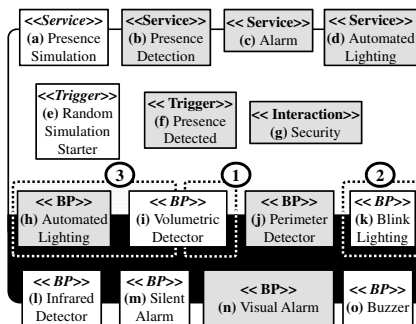 <<Service>>
(a) Presence
Simulation
<<Service>>
(b) Presence
Detection
<< Service>>
(c) Alarm
<< Service>>
(d) Automated
Lighting
<<Trigger>>
(e) Random
Simulation
Starter
<< Trigger>>
(f) Presence
Detected
<< Interaction>>
(g) Security
3
1
2
<< BP>>
(h) Automated
Lighting
<< BP>>
(i) Volumetric
Detector
<< BP>>
(j) Perimeter
Detector
<< BP>>
(k) Blink
Lighting
<< BP>>
(l) Infrared
Detector
<< BP>>
(m) Silent
Alarm
<< BP>>
(n) Visual Alarm
<< BP>>
(o) Buzzer